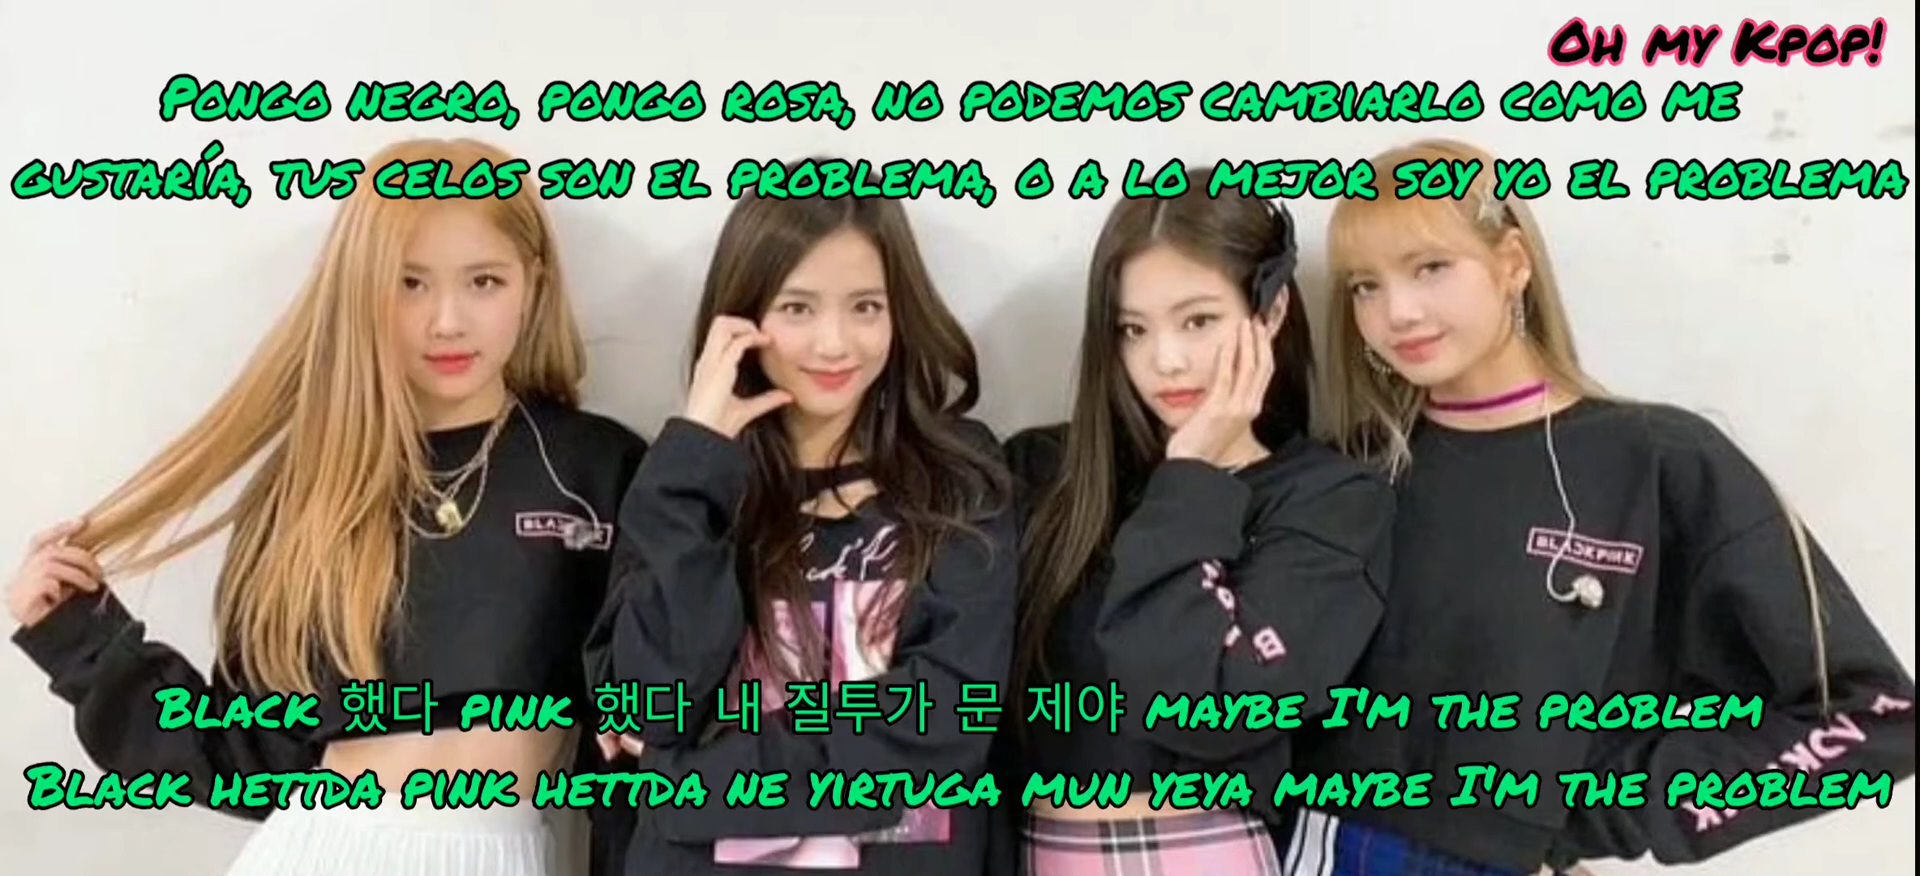 Oh my Kpop!
Pongo negro, pongo rosa, no podemos cambiarlo como me
gustaría, tus celos son el problema, o a lo mejor soy yo el problema
BLACKPINK
Black 했다 pink 했다 내 질투가 문 제야 maybe I'm the problem
Black hettda pink hettda ne yirtuga mun yeya maybe I'm the problem